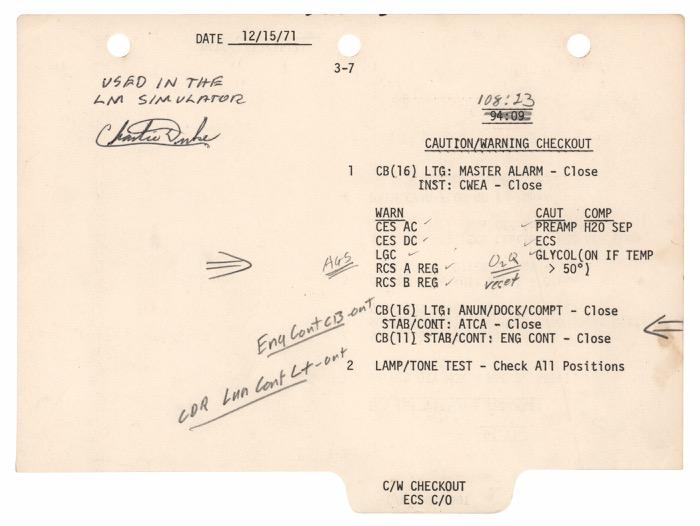 DATE 12/15/71
3-7
USED IN THE
LM SIMULATOR
Charlie Duke
108:23
94:09
CAUTION/WARNING CHECKOUT
1 CB(16) LTG: MASTER ALARM - Close
INST: CWEA - Close
WARN CAUT COMP
CES AC ✓ ✓PREAMP H2O SEP
CES DC ✓ ✓ECS
LGC ✓ ✓GLYCOL(ON IF TEMP
AGS RCS A REG ✓ O2Q > 50°)
RCS B REG ✓ reset
CB(16) LTG: ANUN/DOCK/COMPT - Close
Eng Cont CB-out STAB/CONT: ATCA - Close
CB(11) STAB/CONT: ENG CONT - Close
CDR Lun Cont Lt-out
2 LAMP/TONE TEST - Check All Positions
C/W CHECKOUT
ECS C/O